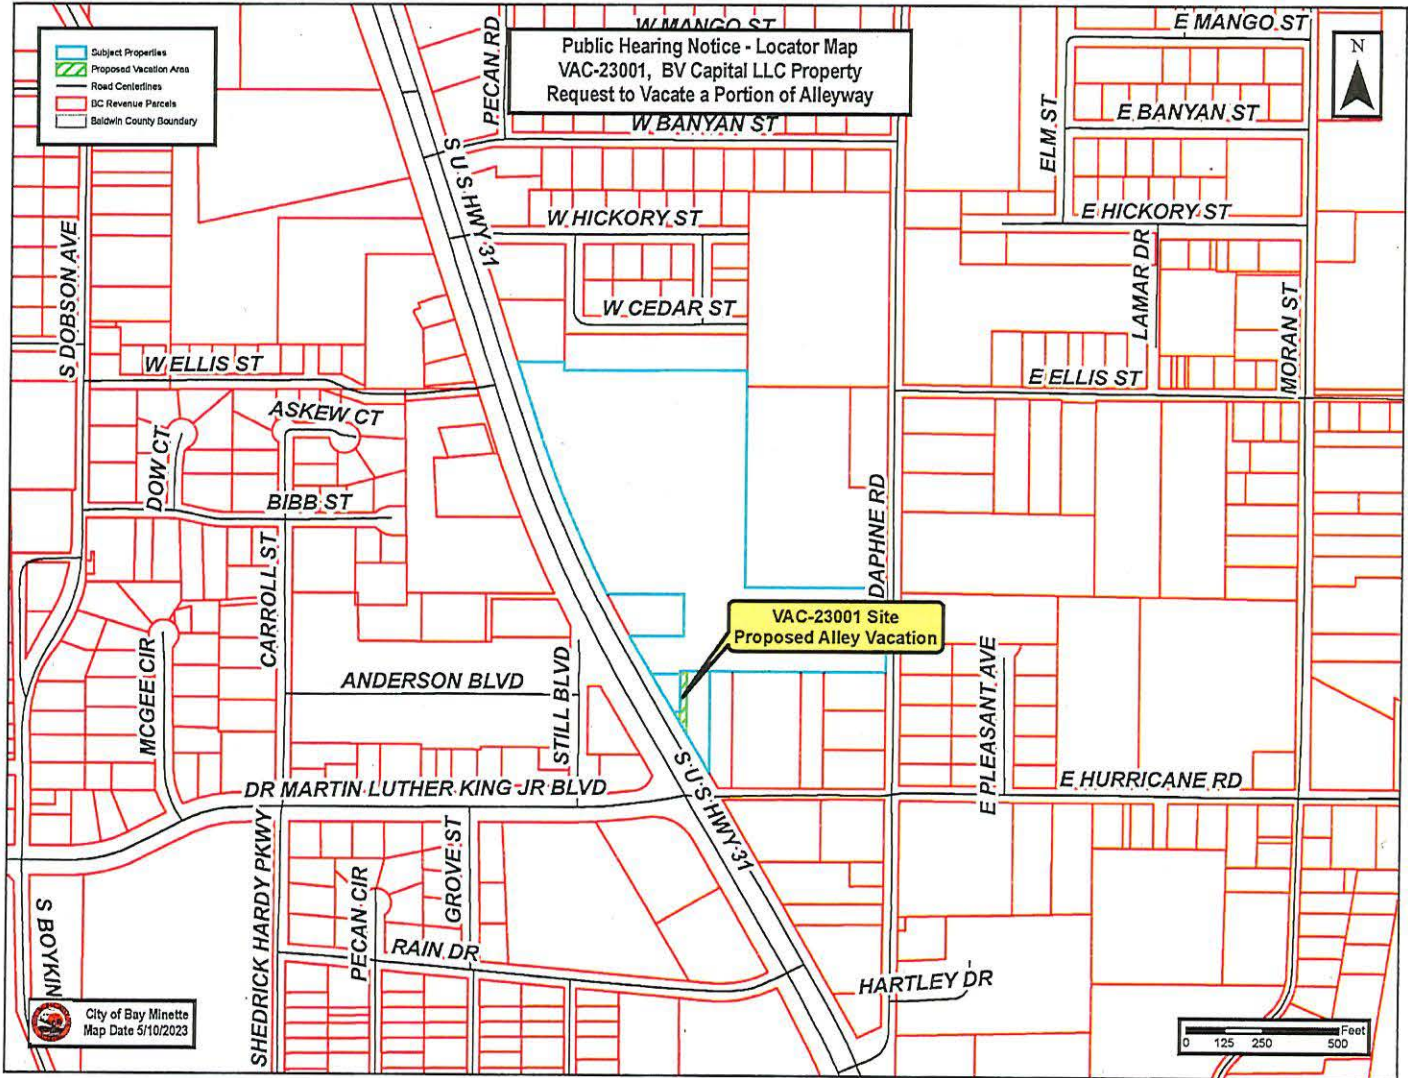 Public Hearing Notice - Locator Map
VAC-23001, BV Capital LLC Property
Request to Vacate a Portion of Alleyway
Subject Properties
Proposed Vacation Area
Road Centerlines
BC Revenue Parcels
Baldwin County Boundary
N
W MANGO ST
E MANGO ST
PECAN RD
W BANYAN ST
E BANYAN ST
ELM ST
S U S HWY 31
W HICKORY ST
E HICKORY ST
LAMAR DR
S DOBSON AVE
W CEDAR ST
MORAN ST
W ELLIS ST
E ELLIS ST
ASKEW CT
DOW CT
BIBB ST
DAPHNE RD
CARROLL ST
VAC-23001 Site
Proposed Alley Vacation
MCGEE CIR
ANDERSON BLVD
STILL BLVD
E PLEASANT AVE
S U S HWY 31
DR MARTIN LUTHER KING JR BLVD
E HURRICANE RD
SHEDRICK HARDY PKWY
GROVE ST
PECAN CIR
S BOYKIN
RAIN DR
HARTLEY DR
City of Bay Minette
Map Date 5/10/2023
Feet
0 125 250 500